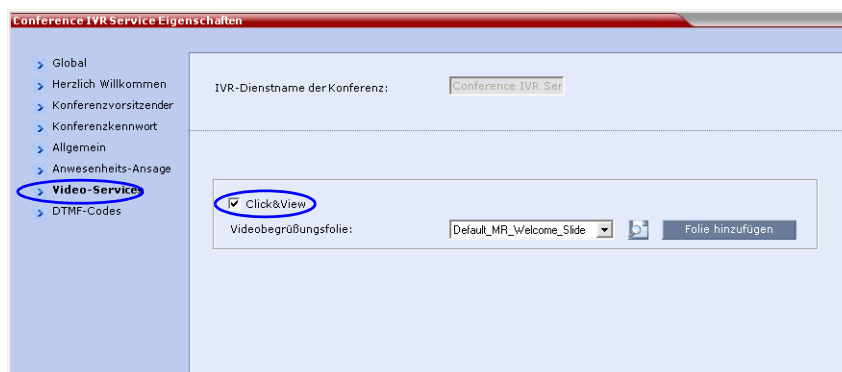 Conference IVR Service Eigenschaften
Global
Herzlich Willkommen
Konferenzvorsitzender
Konferenzkennwort
Allgemein
Anwesenheits-Ansage
Video-Services
DTMF-Codes
IVR-Dienstname der Konferenz: Conference IVR Ser
Click&View
Videobegrüßungsfolie: Default_MR_Welcome_Slide Folie hinzufügen